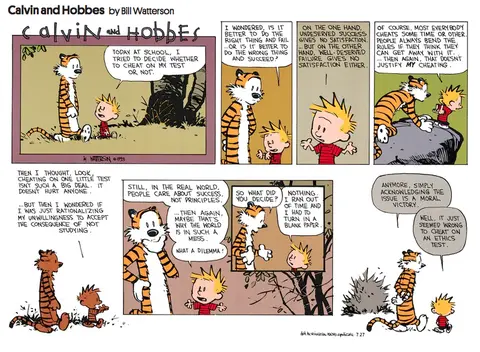 Calvin and Hobbes by Bill Watterson
CALVIN and HOBBES
TODAY AT SCHOOL, I
TRIED TO DECIDE WHETHER
TO CHEAT ON MY TEST
OR NOT.
I WONDERED, IS IT
BETTER TO DO THE
RIGHT THING AND FAIL
...OR IS IT BETTER TO
DO THE WRONG THING
AND SUCCEED?
ON THE ONE HAND,
UNDESERVED SUCCESS
GIVES NO SATISFACTION.
...BUT ON THE OTHER
HAND, WELL-DESERVED
FAILURE GIVES NO
SATISFACTION EITHER.
OF COURSE, MOST EVERYBODY
CHEATS SOME TIME OR OTHER.
PEOPLE ALWAYS BEND THE
RULES IF THEY THINK THEY
CAN GET AWAY WITH IT.
...THEN AGAIN, THAT DOESN'T
JUSTIFY MY CHEATING.
THEN I THOUGHT, LOOK,
CHEATING ON ONE LITTLE TEST
ISN'T SUCH A BIG DEAL. IT
DOESN'T HURT ANYONE.
...BUT THEN I WONDERED IF
I WAS JUST RATIONALIZING
MY UNWILLINGNESS TO ACCEPT
THE CONSEQUENCE OF NOT
STUDYING.
STILL, IN THE REAL WORLD,
PEOPLE CARE ABOUT SUCCESS,
NOT PRINCIPLES.
...THEN AGAIN,
MAYBE THAT'S
WHY THE WORLD
IS IN SUCH A
MESS.
WHAT A DILEMMA!
SO WHAT DID
YOU DECIDE?
NOTHING.
I RAN OUT
OF TIME AND
I HAD TO
TURN IN A
BLANK PAPER.
ANYMORE, SIMPLY
ACKNOWLEDGING THE
ISSUE IS A MORAL
VICTORY.
WELL, IT JUST
SEEMED WRONG
TO CHEAT ON
AN ETHICS
TEST.
7-27